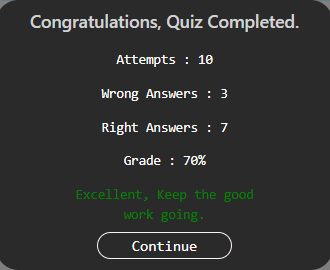 Congratulations, Quiz Completed.
Attempts : 10
Wrong Answers : 3
Right Answers : 7
Grade : 70%
Excellent, Keep the good
work going.
Continue